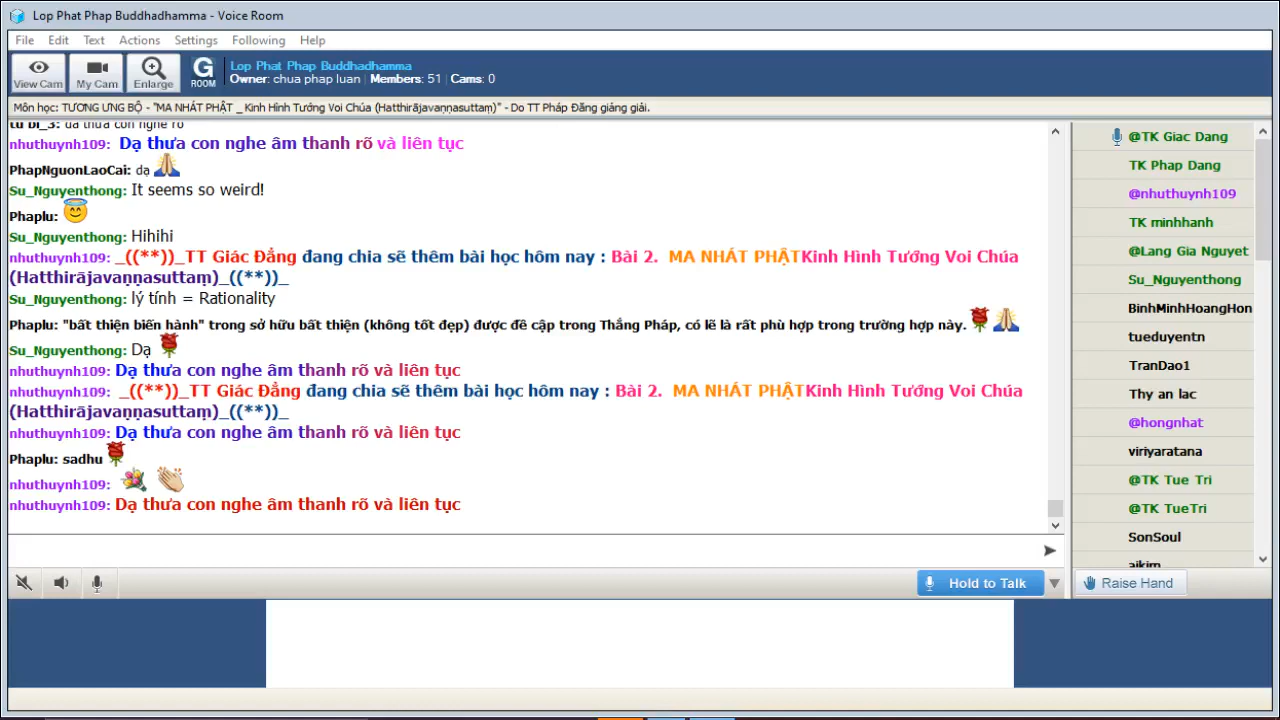 Lop Phat Phap Buddhadhamma - Voice Room
File Edit Text Actions Settings Following Help
View Cam My Cam Enlarge G ROOM
Lop Phat Phap Buddhadhamma
Owner: chua phap luan | Members: 51 | Cams: 0
Môn học: TƯƠNG ƯNG BỘ - "MA NHÁT PHẬT _ Kinh Hình Tướng Voi Chúa (Hatthirājavaṇṇasuttaṃ)" - Do TT Pháp Đăng giảng giải.
tu bi_3: da thua con nghe ro
nhuthuynh109: Dạ thưa con nghe âm thanh rõ và liên tục
PhapNguonLaoCai: dạ
Su_Nguyenthong: It seems so weird!
Phaplu:
Su_Nguyenthong: Hihihi
nhuthuynh109: _((**))_TT Giác Đẳng đang chia sẽ thêm bài học hôm nay : Bài 2. MA NHÁT PHẬTKinh Hình Tướng Voi Chúa
(Hatthirājavaṇṇasuttaṃ)_((**))_
Su_Nguyenthong: lý tính = Rationality
Phaplu: "bất thiện biến hành" trong sở hữu bất thiện (không tốt đẹp) được đề cập trong Thắng Pháp, có lẽ là rất phù hợp trong trường hợp này.
Su_Nguyenthong: Dạ
nhuthuynh109: Dạ thưa con nghe âm thanh rõ và liên tục
nhuthuynh109: _((**))_TT Giác Đẳng đang chia sẽ thêm bài học hôm nay : Bài 2. MA NHÁT PHẬTKinh Hình Tướng Voi Chúa
(Hatthirājavaṇṇasuttaṃ)_((**))_
nhuthuynh109: Dạ thưa con nghe âm thanh rõ và liên tục
Phaplu: sadhu
nhuthuynh109:
nhuthuynh109: Dạ thưa con nghe âm thanh rõ và liên tục
Hold to Talk
@TK Giac Dang
TK Phap Dang
@nhuthuynh109
TK minhhanh
@Lang Gia Nguyet
Su_Nguyenthong
BinhMinhHoangHon
tueduyentn
TranDao1
Thy an lac
@hongnhat
viriyaratana
@TK Tue Tri
@TK TueTri
SonSoul
aikim
Raise Hand